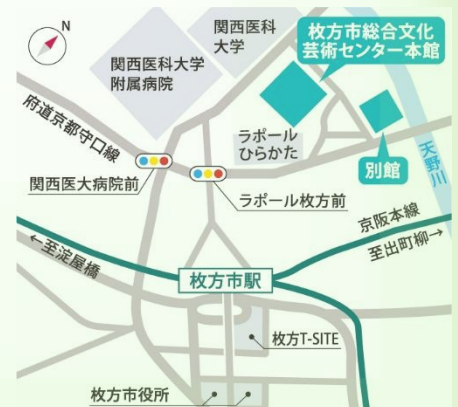 N
関西医科
大学
関西医科大学
附属病院
枚方市総合文化
芸術センター本館
府道京都守口線
ラポール
ひらかた
別館
天野川
関西医大病院前
ラポール枚方前
京阪本線
至出町柳→
←至淀屋橋
枚方市駅
枚方T-SITE
枚方市役所